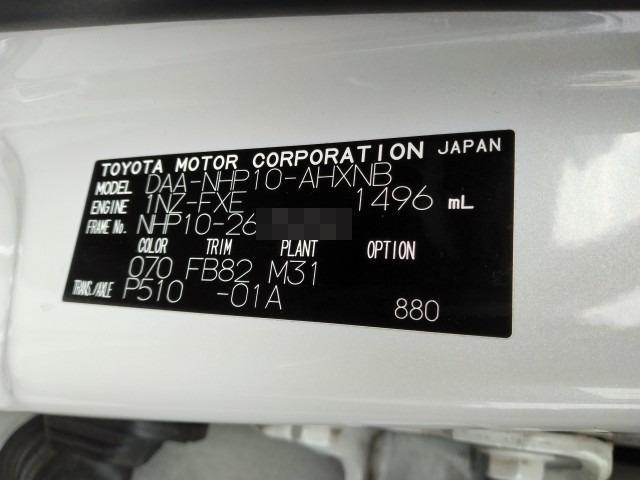 TOYOTA MOTOR CORPORATION JAPAN
MODEL DAA-NHP10-AHXNB
ENGINE 1NZ-FXE 1496 mL
FRAME No. NHP10-26
COLOR TRIM PLANT OPTION
070 FB82 M31
TRANS./AXLE P510 -01A
880